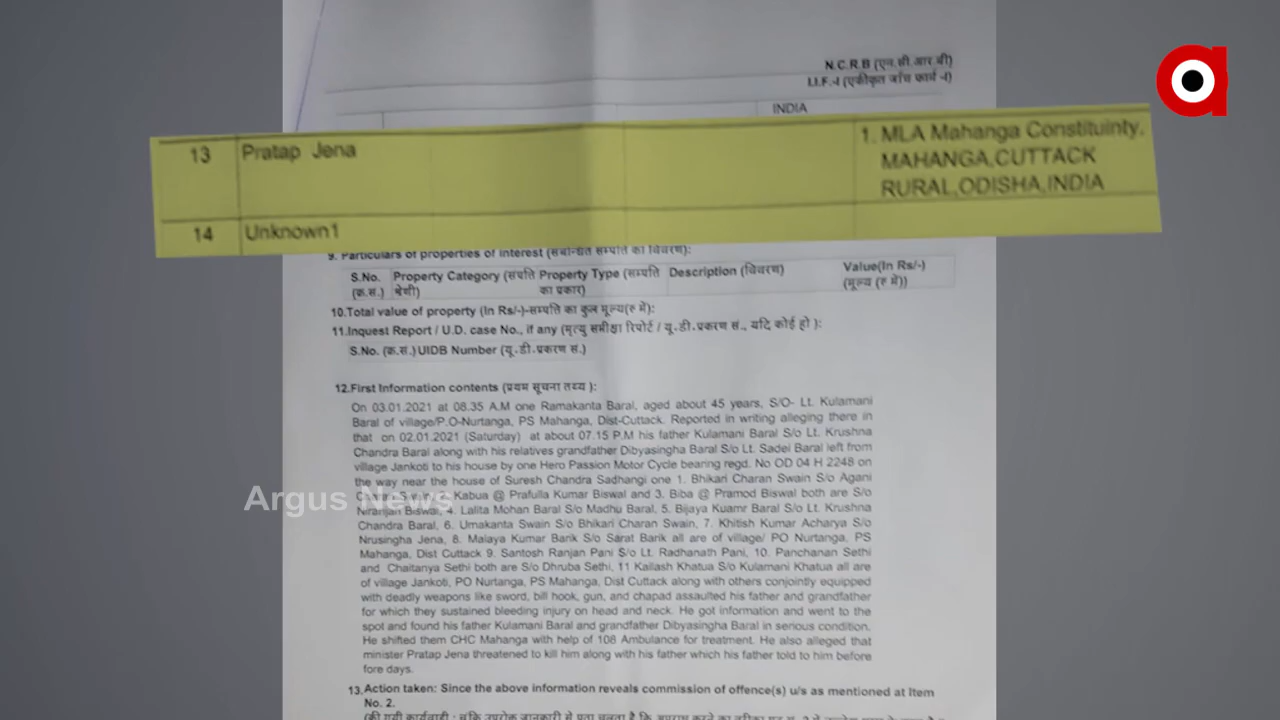 N.C.R.B (एन.सी.आर.बी)
I.I.F.-I (एकीकृत जाँच फार्म -I)
INDIA
13 Pratap Jena 1. MLA Mahanga Constituinty,
MAHANGA,CUTTACK
RURAL,ODISHA,INDIA
14 Unknown1
9. Particulars of properties of interest (संबन्धित सम्पत्ति का विवरण):
S.No. Property Category (संपत्ति Property Type (सम्पत्ति Description (विवरण) Value(In Rs/-)
(क्र.सं.) श्रेणी) का प्रकार) (मूल्य (रु में))
10.Total value of property (In Rs/-)-सम्पत्ति का कुल मूल्य(रु में):
11.Inquest Report / U.D. case No., if any (मृत्यु समीक्षा रिपोर्ट / यू.डी.प्रकरण सं., यदि कोई हो ):
S.No. (क्र.सं.) UIDB Number (यू.डी.प्रकरण सं.)
12.First Information contents (प्रथम सूचना तथ्य ):
On 03.01.2021 at 08.35 A.M one Ramakanta Baral, aged about 45 years, S/O- Lt. Kulamani
Baral of village/P.O-Nurtanga, PS Mahanga, Dist-Cuttack. Reported in writing alleging there in
that on 02.01.2021 (Saturday) at about 07.15 P.M his father Kulamani Baral S/o Lt. Krushna
Chandra Baral along with his relatives grandfather Dibyasingha Baral S/o Lt. Sadei Baral left from
village Jankoti to his house by one Hero Passion Motor Cycle bearing regd. No OD 04 H 2248 on
the way near the house of Suresh Chandra Sadhangi one 1. Bhikari Charan Swain S/o Agani
Kabua @ Prafulla Kumar Biswal and 3. Biba @ Pramod Biswal both are S/o
Niranjan Biswal, 4. Lalita Mohan Baral S/o Madhu Baral, 5. Bijaya Kuamr Baral S/o Lt. Krushna
Chandra Baral, 6. Umakanta Swain S/o Bhikari Charan Swain, 7. Khitish Kumar Acharya S/o
Nrusingha Jena, 8. Malaya Kumar Barik S/o Sarat Barik all are of village/ PO Nurtanga, PS
Mahanga, Dist Cuttack 9. Santosh Ranjan Pani S/o Lt. Radhanath Pani, 10. Panchanan Sethi
and Chaitanya Sethi both are S/o Dhruba Sethi, 11 Kailash Khatua S/o Kulamani Khatua all are
of village Jankoti, PO Nurtanga, PS Mahanga, Dist Cuttack along with others conjointly equipped
with deadly weapons like sword, bill hook, gun, and chapad assaulted his father and grandfather
for which they sustained bleeding injury on head and neck. He got information and went to the
spot and found his father Kulamani Baral and grandfather Dibyasingha Baral in serious condition.
He shifted them CHC Mahanga with help of 108 Ambulance for treatment. He also alleged that
minister Pratap Jena threatened to kill him along with his father which his father told to him before
fore days.
Argus News
13.Action taken: Since the above information reveals commission of offence(s) u/s as mentioned at Item
No. 2.